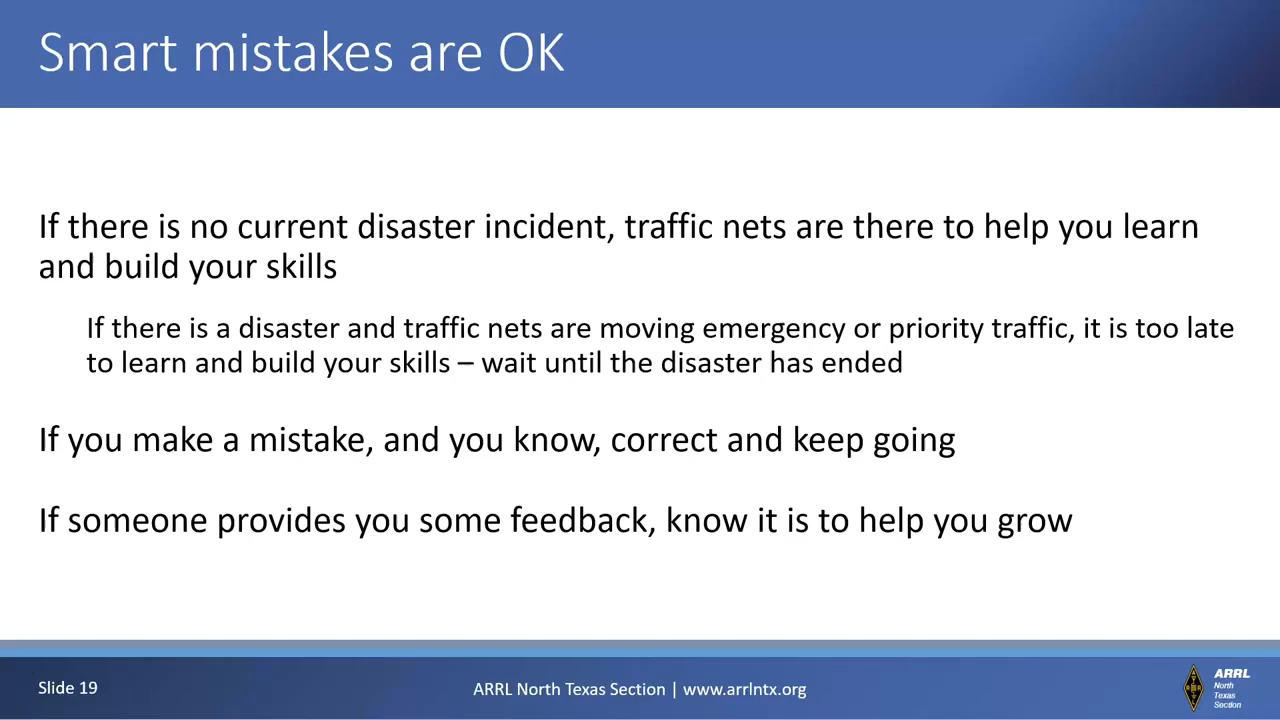 Smart mistakes are OK
If there is no current disaster incident, traffic nets are there to help you learn
and build your skills
If there is a disaster and traffic nets are moving emergency or priority traffic, it is too late
to learn and build your skills – wait until the disaster has ended
If you make a mistake, and you know, correct and keep going
If someone provides you some feedback, know it is to help you grow
Slide 19
ARRL North Texas Section | www.arrlntx.org
ARRL
North
Texas
Section